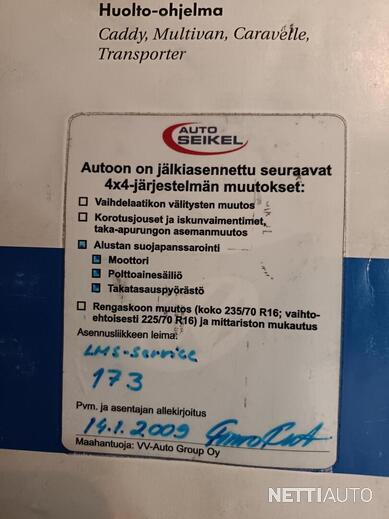 Huolto-ohjelma
Caddy, Multivan, Caravelle,
Transporter
AUTO
SEIKEL
Autoon on jälkiasennettu seuraavat
4x4-järjestelmän muutokset:
Vaihdelaatikon välitysten muutos
Korotusjouset ja iskunvaimentimet,
taka-apurungon asemanmuutos
Alustan suojapanssarointi
Moottori
Polttoainesäiliö
Takatasauspyörästö
Rengaskoon muutos (koko 235/70 R16; vaihto-
ehtoisesti 225/70 R16) ja mittariston mukautus
Asennusliikkeen leima:
LMS-Service
173
Pvm. ja asentajan allekirjoitus
14.1.2009
Maahantuoja: VV-Auto Group Oy
NETTIAUTO